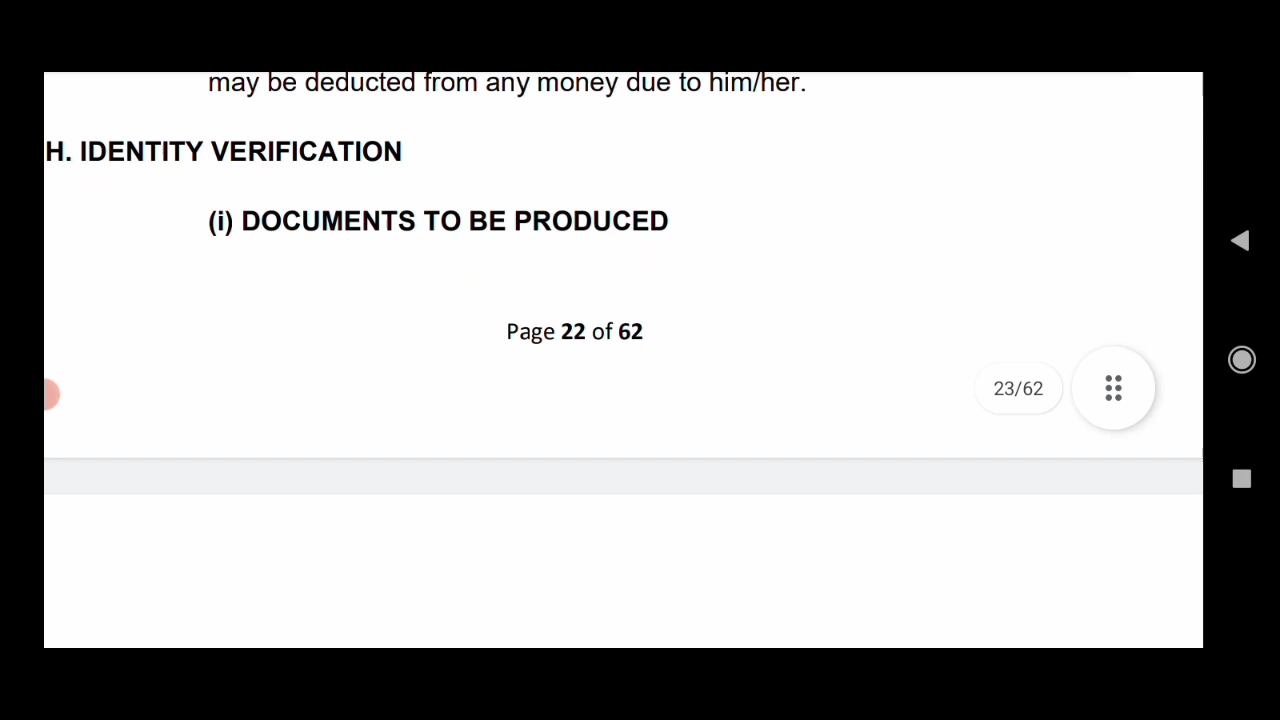 may be deducted from any money due to him/her.
H. IDENTITY VERIFICATION
(i) DOCUMENTS TO BE PRODUCED
Page 22 of 62
23/62